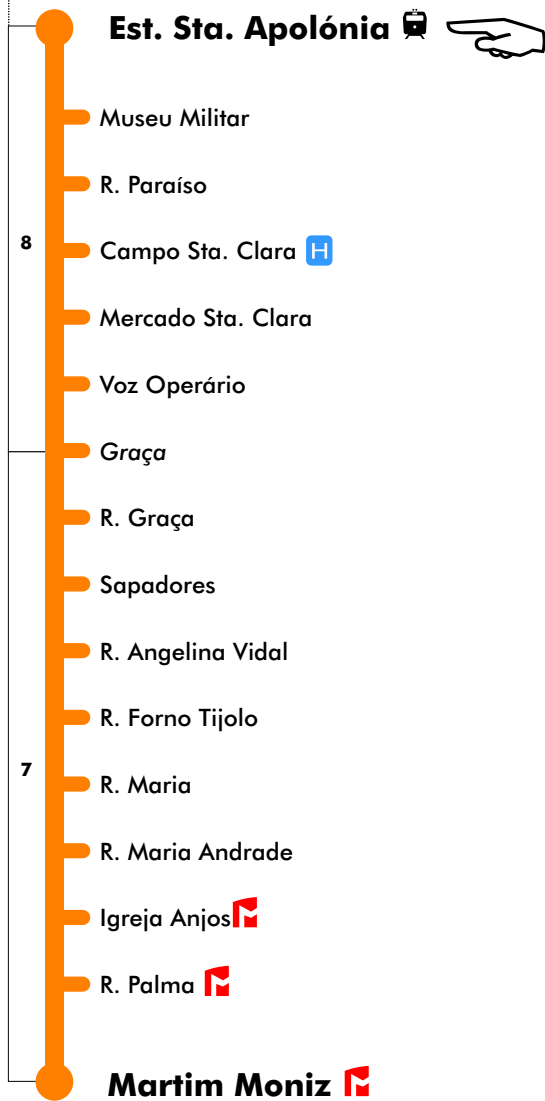 Est. Sta. Apolónia
Museu Militar
R. Paraíso
8
Campo Sta. Clara H
Mercado Sta. Clara
Voz Operário
Graça
R. Graça
Sapadores
R. Angelina Vidal
R. Forno Tijolo
7
R. Maria
R. Maria Andrade
Igreja Anjos
R. Palma
Martim Moniz